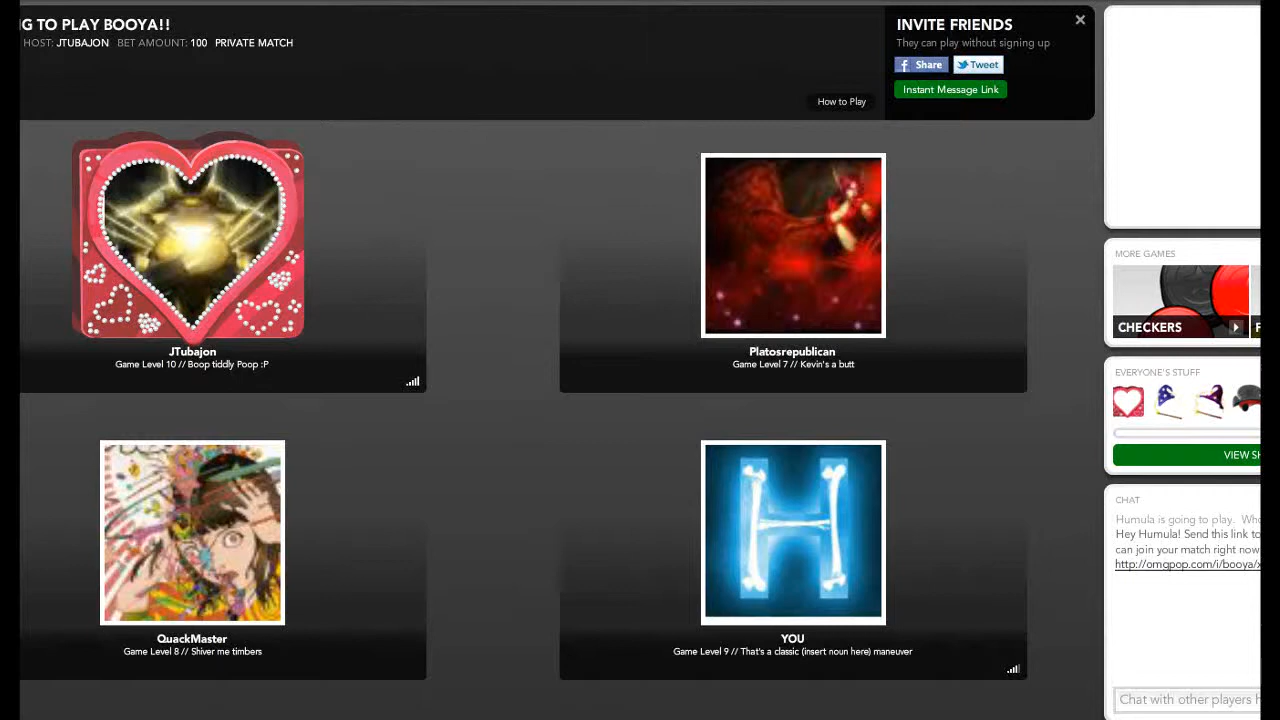 G TO PLAY BOOYA!!
HOST: JTUBAJON BET AMOUNT: 100 PRIVATE MATCH
How to Play
INVITE FRIENDS
They can play without signing up
Share Tweet
Instant Message Link
JTubajon
Game Level 10 // Boop tiddly Poop :P
Platosrepublican
Game Level 7 // Kevin's a butt
QuackMaster
Game Level 8 // Shiver me timbers
YOU
Game Level 9 // That's a classic (insert noun here) maneuver
MORE GAMES
CHECKERS
F
EVERYONE'S STUFF
VIEW SH
CHAT
Humula is going to play. Who
Hey Humula! Send this link to
can join your match right now
http://omgpop.com/i/booya/x
Chat with other players h